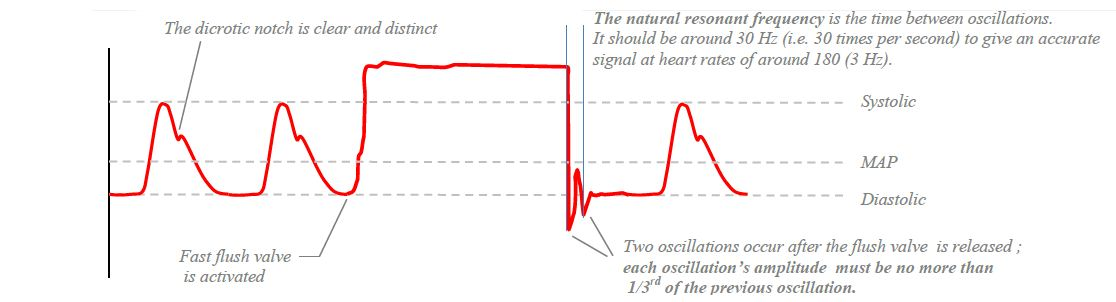 The dicrotic notch is clear and distinct
The natural resonant frequency is the time between oscillations.
It should be around 30 Hz (i.e. 30 times per second) to give an accurate
signal at heart rates of around 180 (3 Hz).
Systolic
MAP
Diastolic
Fast flush valve
is activated
Two oscillations occur after the flush valve is released ;
each oscillation's amplitude must be no more than
1/3rd of the previous oscillation.